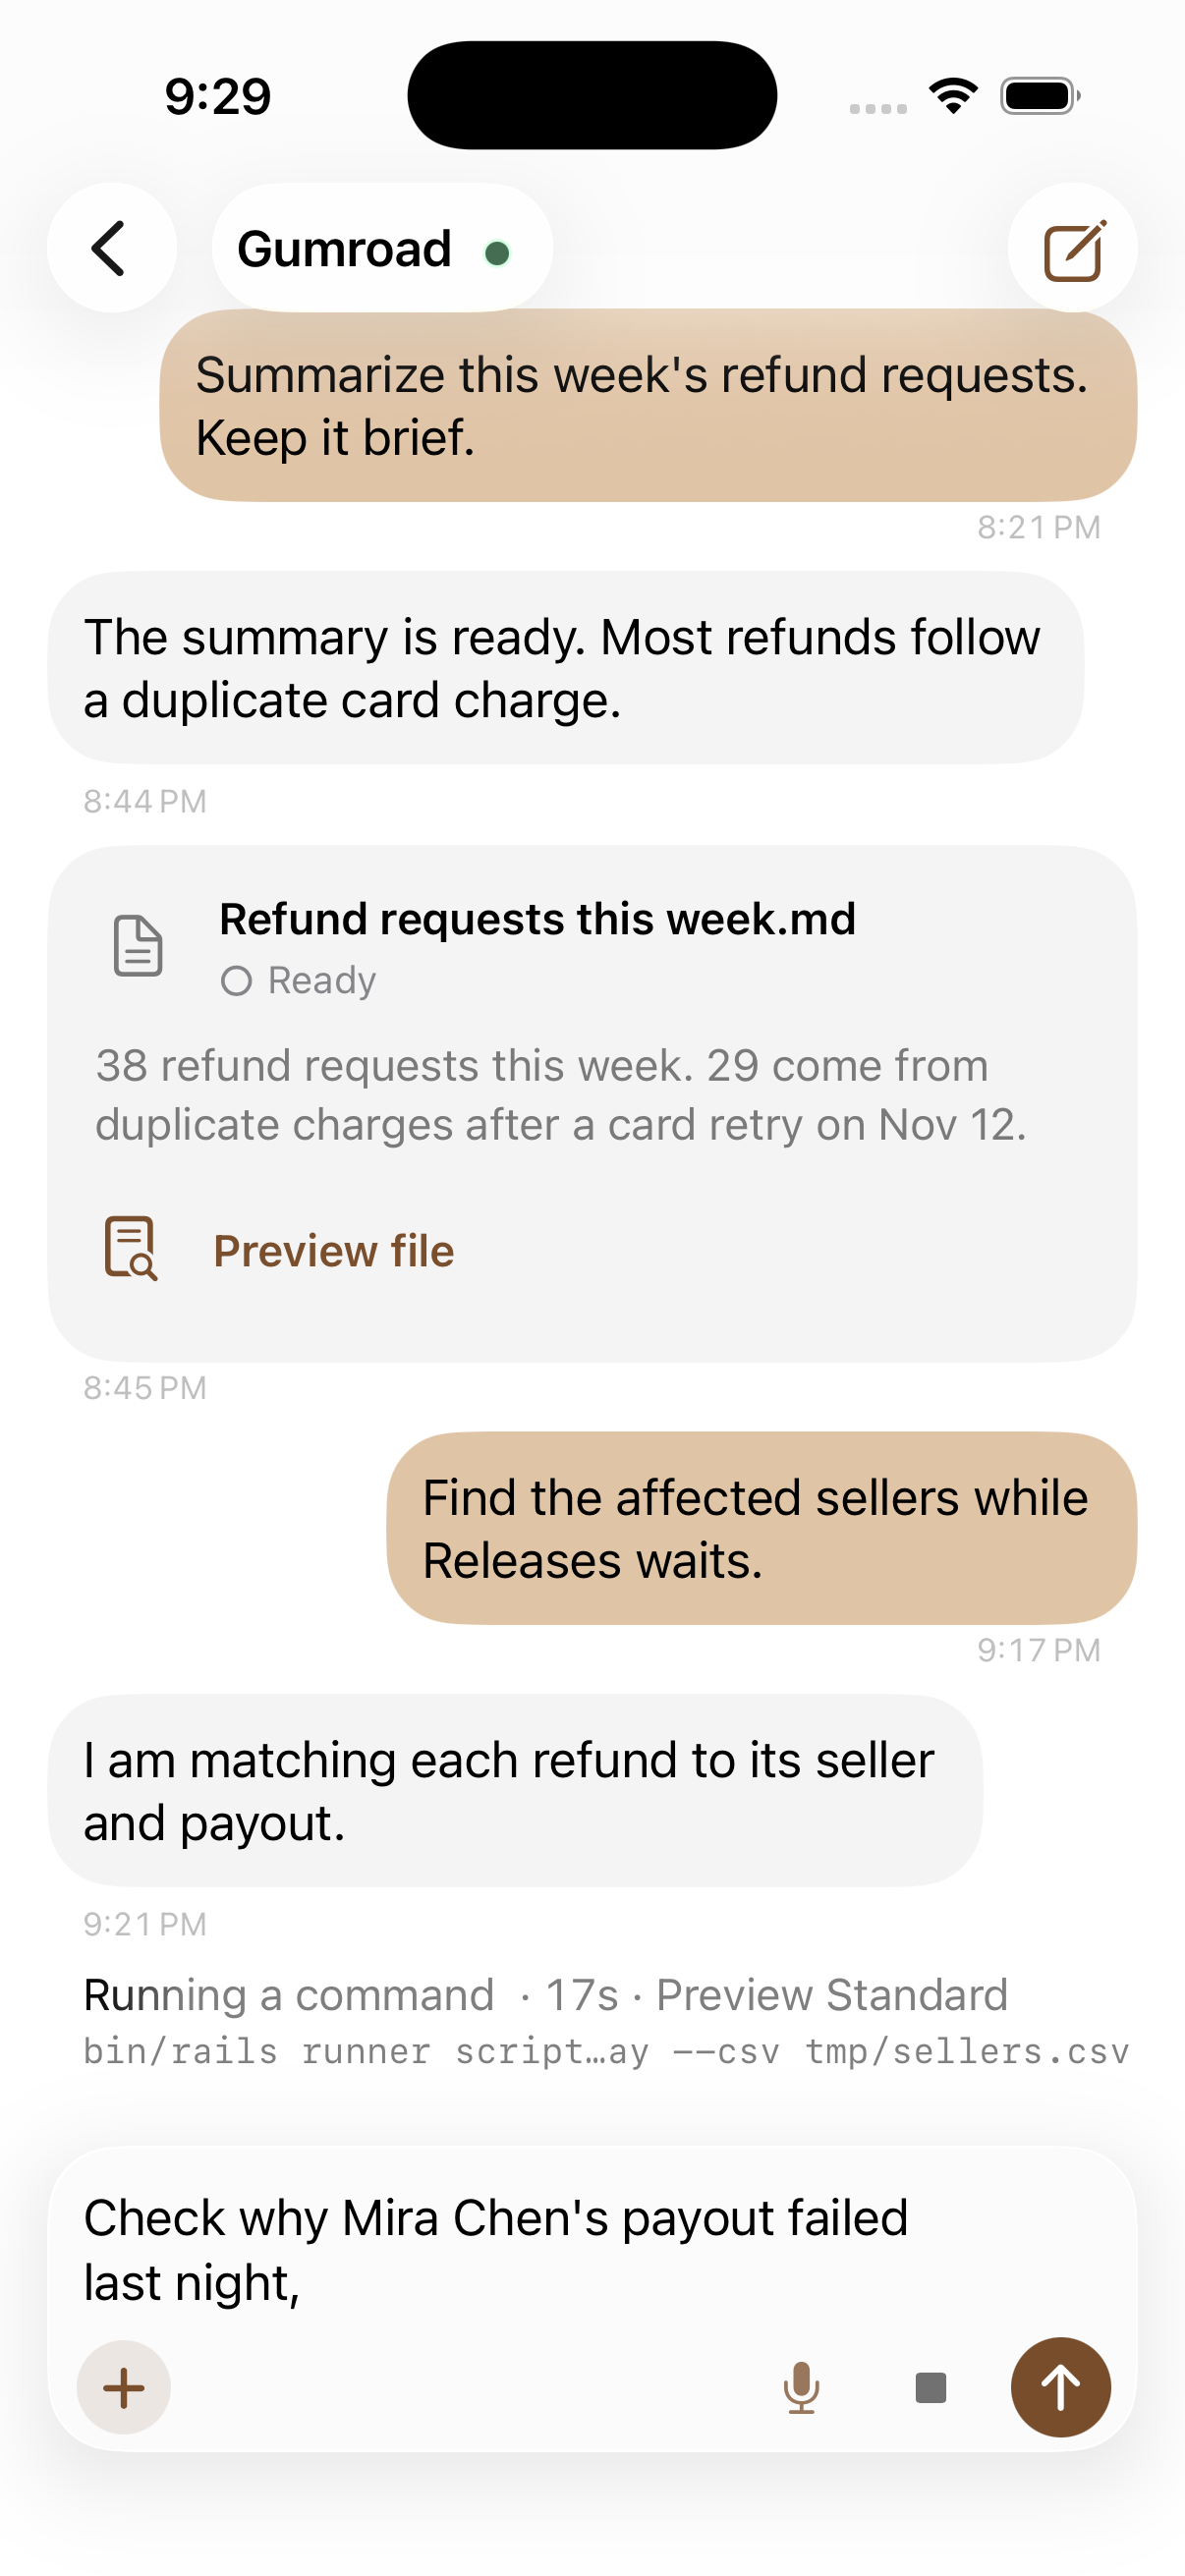 9:29
Gumroad
Summarize this week's refund requests.
Keep it brief.
8:21 PM
The summary is ready. Most refunds follow
a duplicate card charge.
8:44 PM
Refund requests this week.md
Ready
38 refund requests this week. 29 come from
duplicate charges after a card retry on Nov 12.
Preview file
8:45 PM
Find the affected sellers while
Releases waits.
9:17 PM
I am matching each refund to its seller
and payout.
9:21 PM
Running a command · 17s · Preview Standard
bin/rails runner script…ay --csv tmp/sellers.csv
Check why Mira Chen's payout failed
last night,